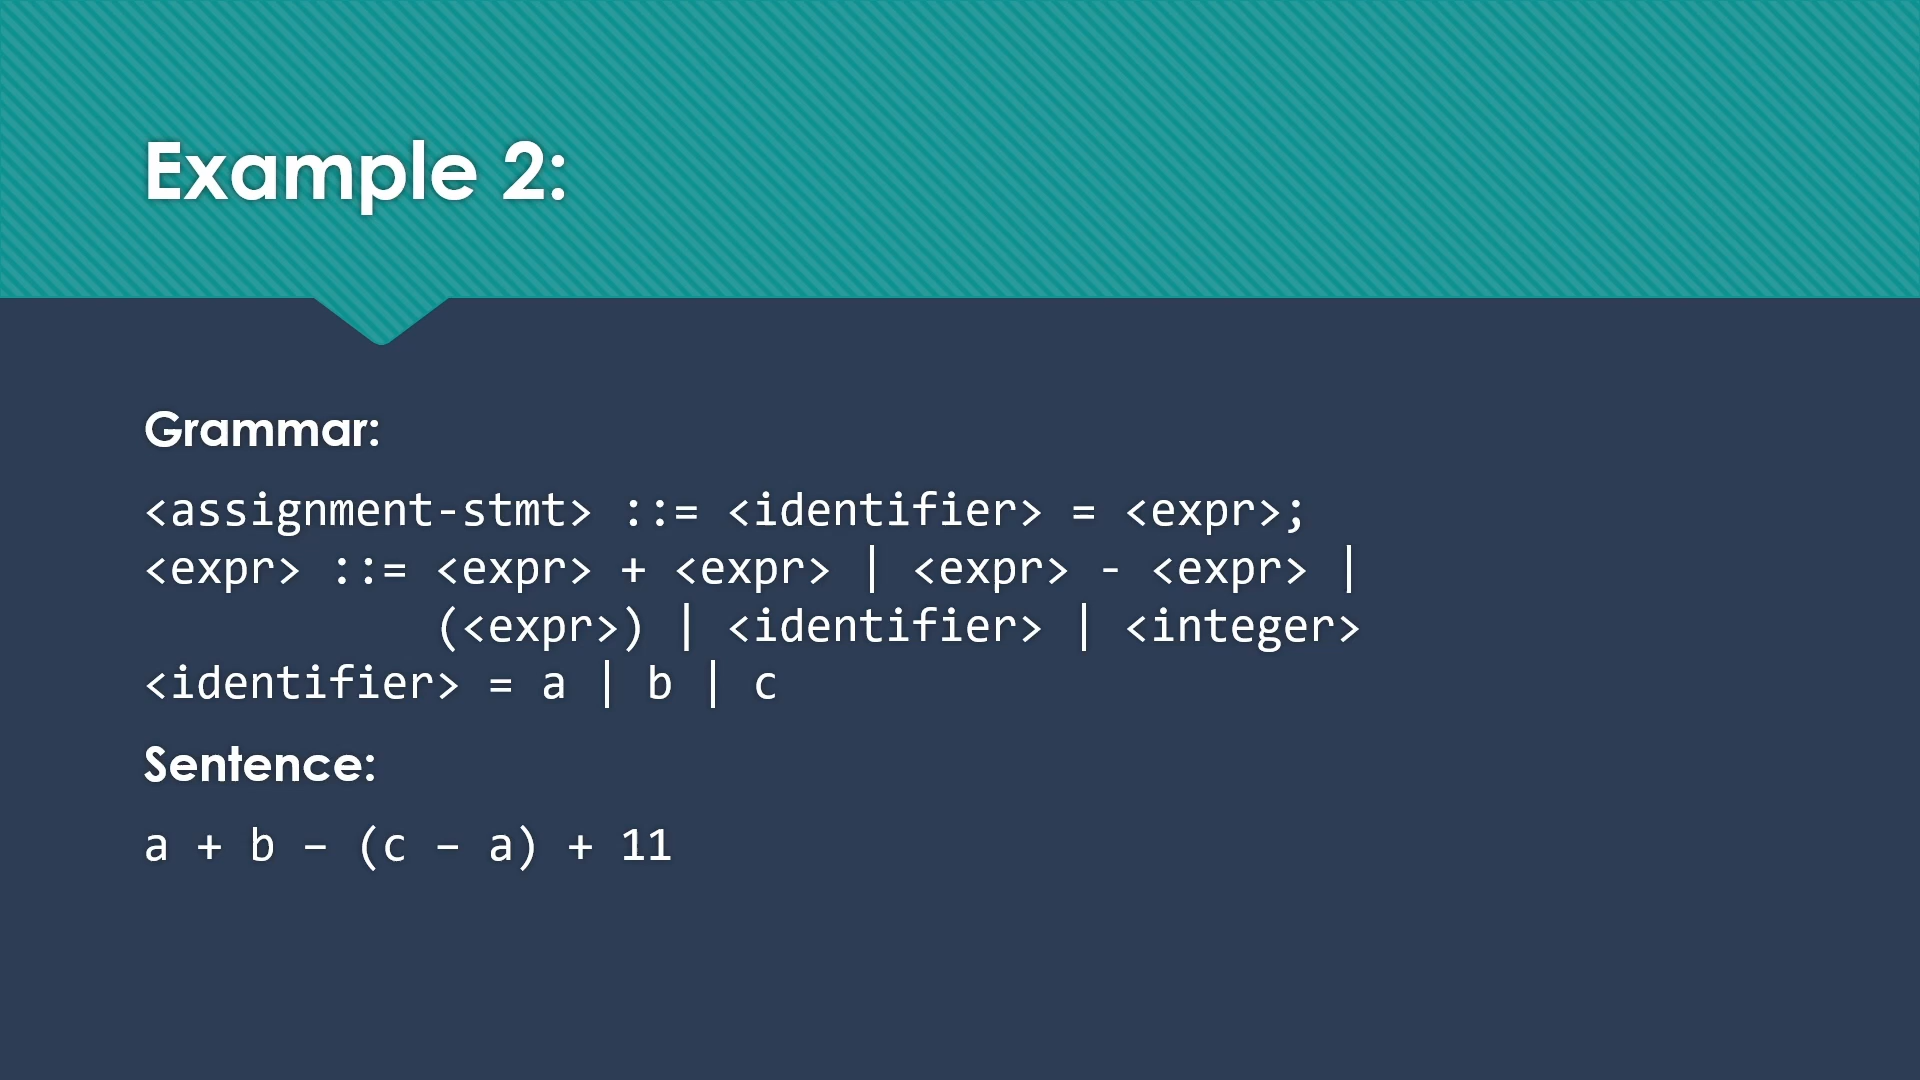 Example 2:
Grammar:
<assignment-stmt> ::= <identifier> = <expr>;
<expr> ::= <expr> + <expr> | <expr> - <expr> |
(<expr>) | <identifier> | <integer>
<identifier> = a | b | c
Sentence:
a + b – (c – a) + 11